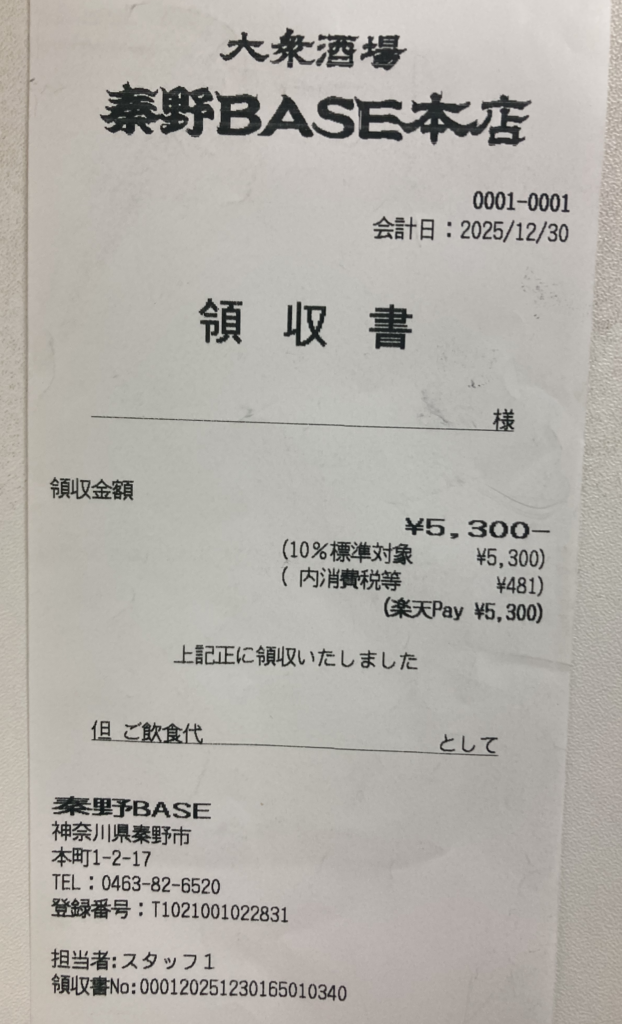 大衆酒場
秦野BASE本店
0001-0001
会計日：2025/12/30
領 収 書
様
領収金額
¥5,300-
(10%標準対象 ¥5,300)
( 内消費税等 ¥481)
(楽天Pay ¥5,300)
上記正に領収いたしました
但 ご飲食代 として
秦野BASE
神奈川県秦野市
本町1-2-17
TEL：0463-82-6520
登録番号：T1021001022831
担当者:スタッフ1
領収書No:000120251230165010340